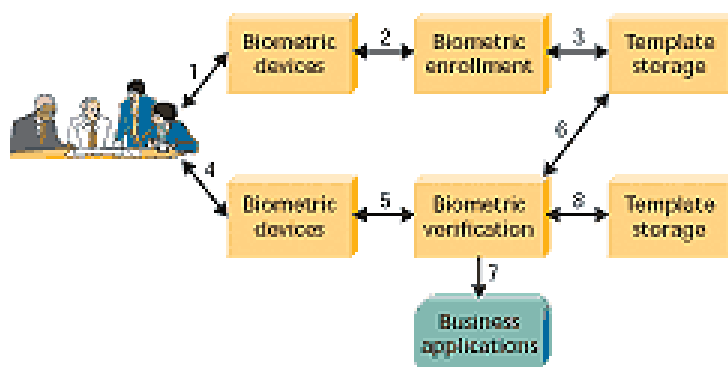 1
Biometric
devices
2
Biometric
enrollment
3
Template
storage
4
6
Biometric
devices
5
Biometric
verification
8
Template
storage
7
Business
applications